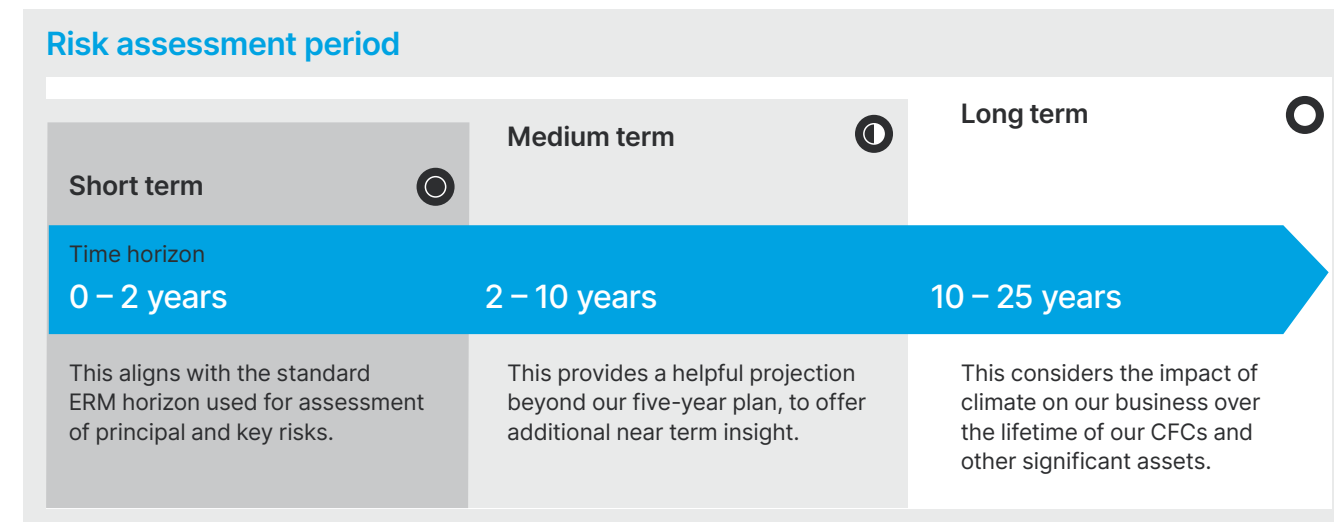 Risk assessment period
Short term
Medium term
Long term
Time horizon
0 – 2 years
2 – 10 years
10 – 25 years
This aligns with the standard
ERM horizon used for assessment
of principal and key risks.
This provides a helpful projection
beyond our five-year plan, to offer
additional near term insight.
This considers the impact of
climate on our business over
the lifetime of our CFCs and
other significant assets.